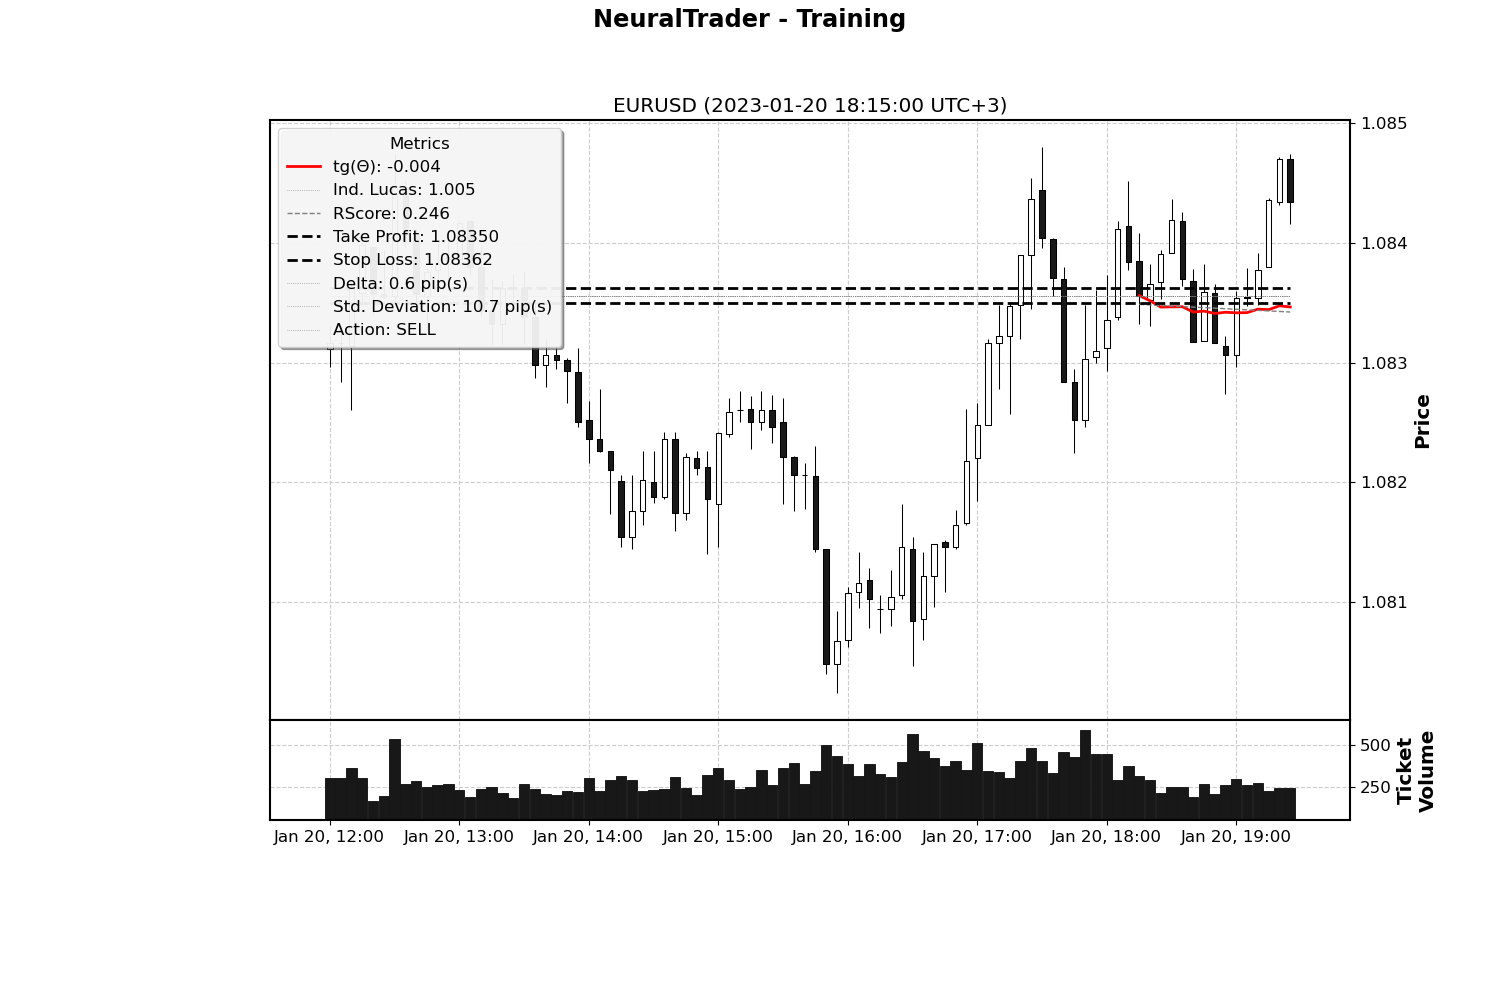 NeuralTrader - Training
EURUSD (2023-01-20 18:15:00 UTC+3)
Metrics
tg(Θ): -0.004
Ind. Lucas: 1.005
RScore: 0.246
Take Profit: 1.08350
Stop Loss: 1.08362
Delta: 0.6 pip(s)
Std. Deviation: 10.7 pip(s)
Action: SELL
1.085
1.084
1.083
1.082
1.081
Price
500
250
Ticket
Volume
Jan 20, 12:00
Jan 20, 13:00
Jan 20, 14:00
Jan 20, 15:00
Jan 20, 16:00
Jan 20, 17:00
Jan 20, 18:00
Jan 20, 19:00